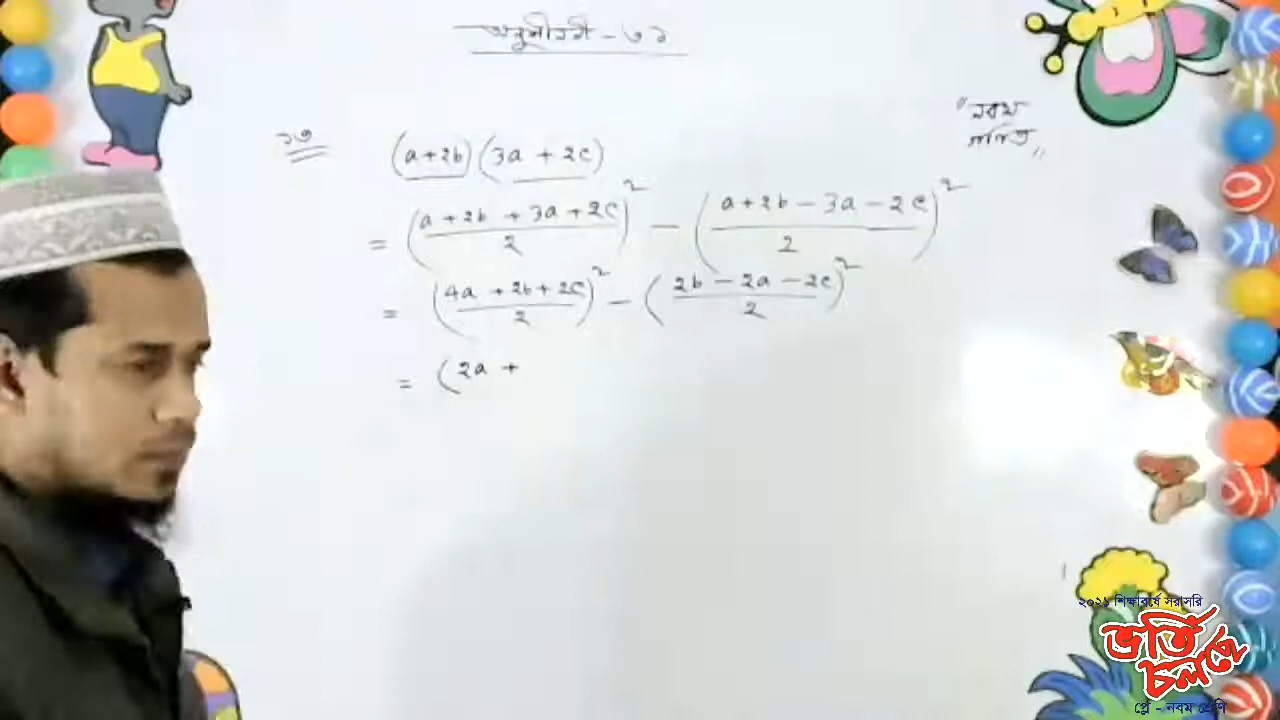 অনুশীলনী - ৩.১
"নবম
গণিত"
১৩
(a+2b) (3a + 2c)
= ((a + 2b + 3a + 2c)/2)² − ((a + 2b − 3a − 2c)/2)²
= ((4a + 2b + 2c)/2)² − ((2b − 2a − 2c)/2)²
= (2a +
২০২১ শিক্ষাবর্ষে সরাসরি
ভর্তি
চলছে
প্লে - নবম শ্রেণি